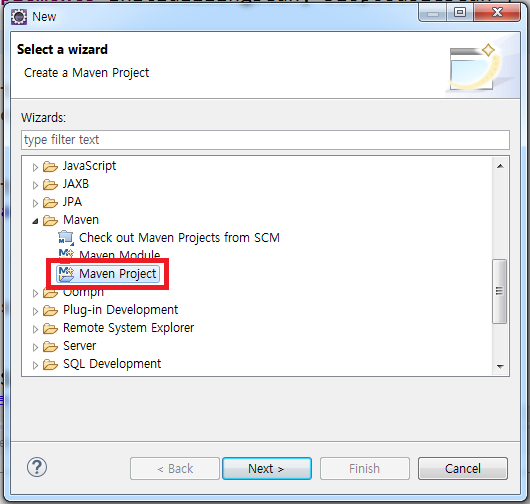 New
Select a wizard
Create a Maven Project
Wizards:
type filter text
JavaScript
JAXB
JPA
Maven
Check out Maven Projects from SCM
Maven Module
Maven Project
Oomph
Plug-in Development
Remote System Explorer
Server
SQL Development
?
< Back
Next >
Finish
Cancel